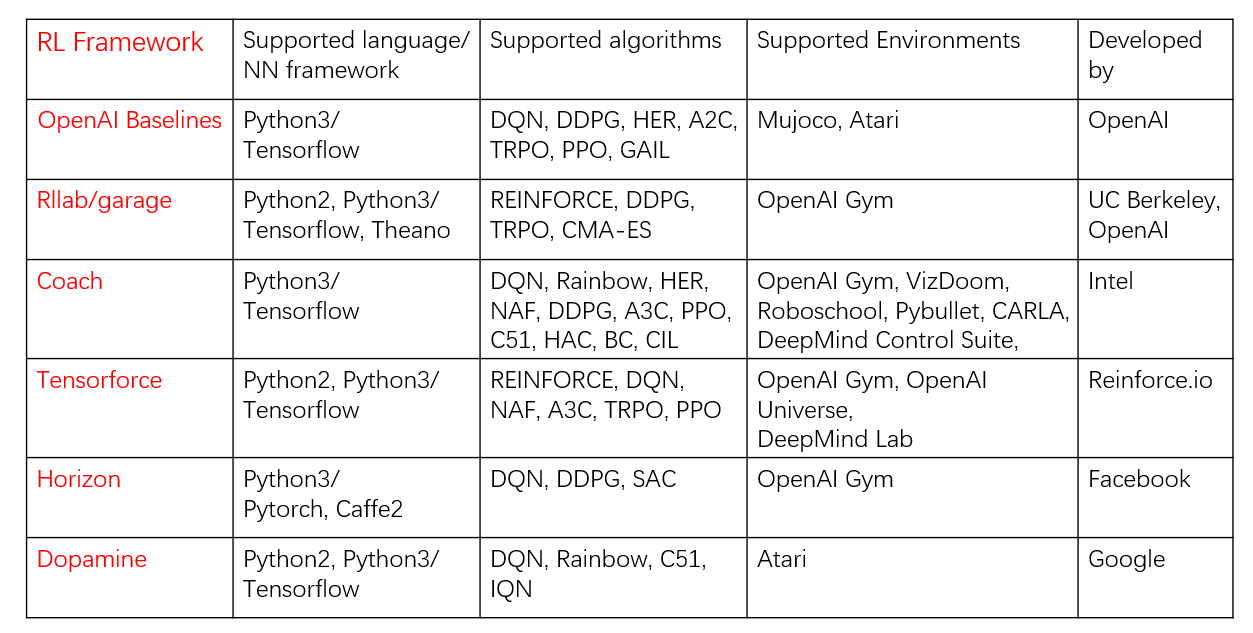 RL Framework
Supported language/
NN framework
Supported algorithms
Supported Environments
Developed
by
OpenAI Baselines
Python3/
Tensorflow
DQN, DDPG, HER, A2C,
TRPO, PPO, GAIL
Mujoco, Atari
OpenAI
Rllab/garage
Python2, Python3/
Tensorflow, Theano
REINFORCE, DDPG,
TRPO, CMA-ES
OpenAI Gym
UC Berkeley,
OpenAI
Coach
Python3/
Tensorflow
DQN, Rainbow, HER,
NAF, DDPG, A3C, PPO,
C51, HAC, BC, CIL
OpenAI Gym, VizDoom,
Roboschool, Pybullet, CARLA,
DeepMind Control Suite,
Intel
Tensorforce
Python2, Python3/
Tensorflow
REINFORCE, DQN,
NAF, A3C, TRPO, PPO
OpenAI Gym, OpenAI
Universe,
DeepMind Lab
Reinforce.io
Horizon
Python3/
Pytorch, Caffe2
DQN, DDPG, SAC
OpenAI Gym
Facebook
Dopamine
Python2, Python3/
Tensorflow
DQN, Rainbow, C51,
IQN
Atari
Google